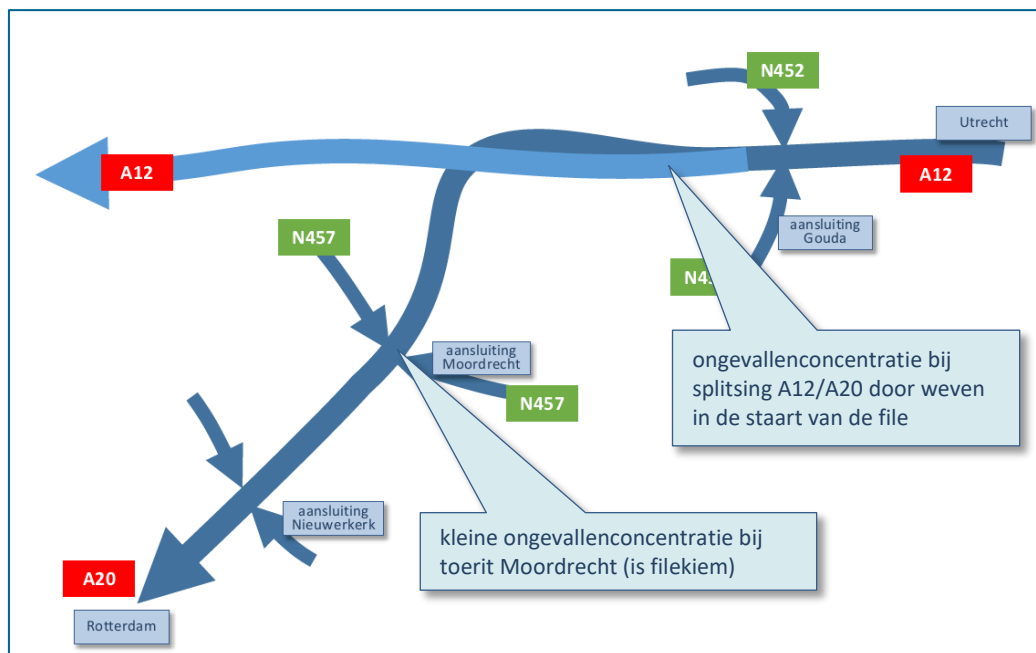 N452
Utrecht
A12
A12
aansluiting
Gouda
N457
aansluiting
Moordrecht
N457
ongevallenconcentratie bij
splitsing A12/A20 door weven
in de staart van de file
aansluiting
Nieuwerkerk
kleine ongevallenconcentratie bij
toerit Moordrecht (is filekiem)
A20
Rotterdam